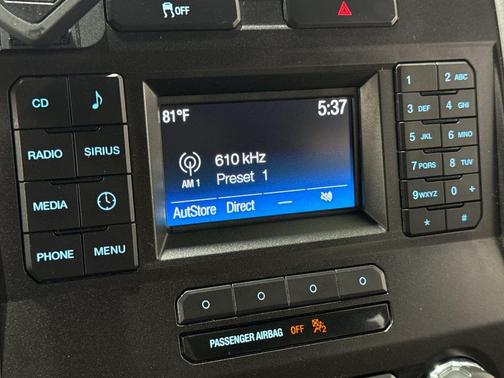 OFF
CD
RADIO SIRIUS
MEDIA
PHONE MENU
81°F 5:37
AM 1 610 kHz
Preset 1
AutStore Direct —
1 2 ABC
3 DEF 4 GHI
5 JKL 6 MNO
7 PQRS 8 TUV
9 WXYZ 0 +
* #
PASSENGER AIRBAG OFF 2